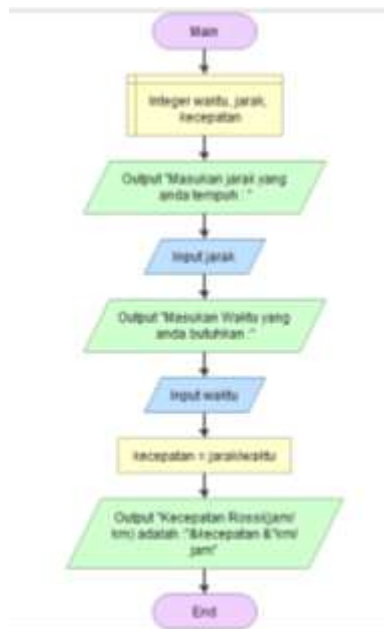 Main
Integer waktu, jarak,
kecepatan
Output "Masukan jarak yang
anda tempuh : "
Input jarak
Output "Masukan Waktu yang
anda butuhkan :"
Input waktu
kecepatan = jarak/waktu
Output "Kecepatan Rossi(jam/
km) adalah :"&kecepatan &"km/
jam"
End